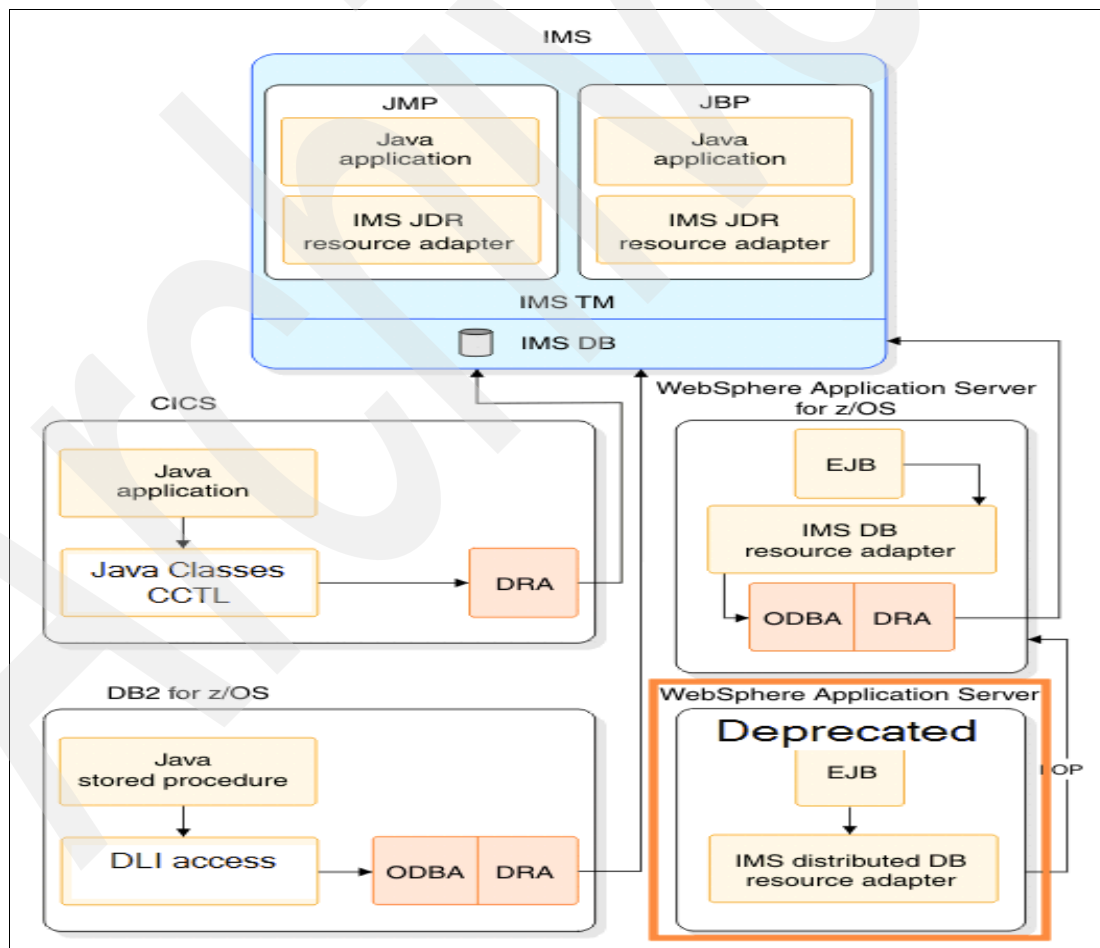 IMS
JMP
JBP
Java
application
Java
application
IMS JDR
resource adapter
IMS JDR
resource adapter
IMS TM
IMS DB
CICS
WebSphere Application Server
for z/OS
Java
application
EJB
IMS DB
resource adapter
Java Classes
CCTL
DRA
ODBA
DRA
DB2 for z/OS
WebSphere Application Server
Deprecated
Java
stored procedure
EJB
DLI access
ODBA
DRA
IMS distributed DB
resource adapter